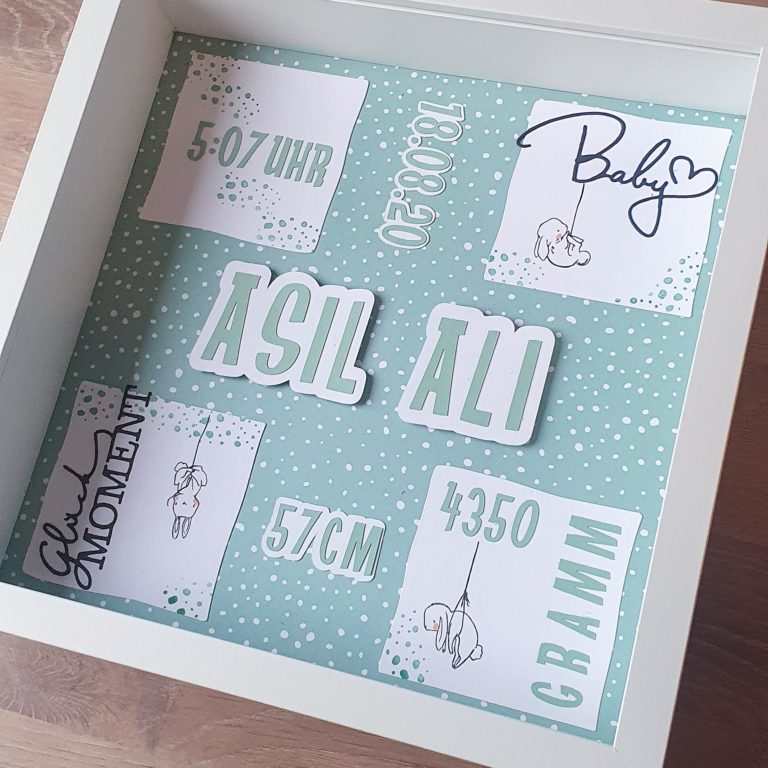 5:07 UHR
18.08.20
Baby
ASIL ALI
Glück
MOMENT
57CM
4350
GRAMM